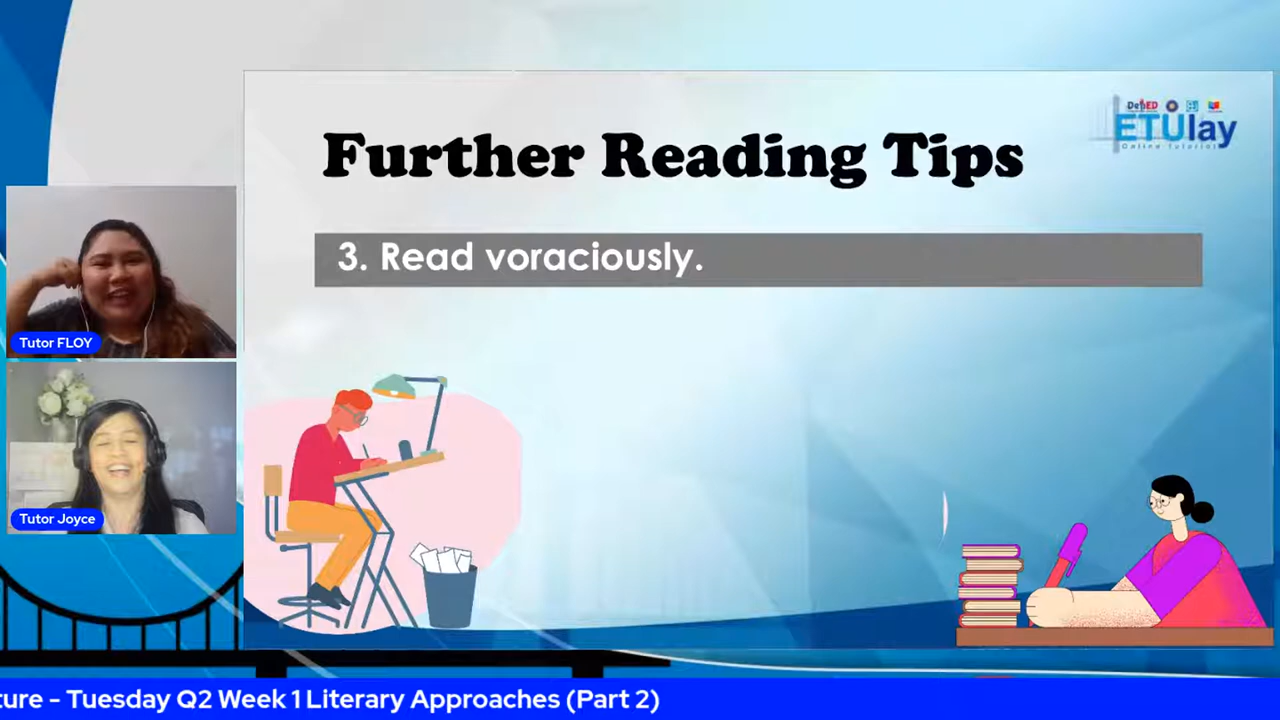 DepED
ETUlay
Online Tutorial
Further Reading Tips
3. Read voraciously.
Tutor FLOY
Tutor Joyce
ture - Tuesday Q2 Week 1 Literary Approaches (Part 2)